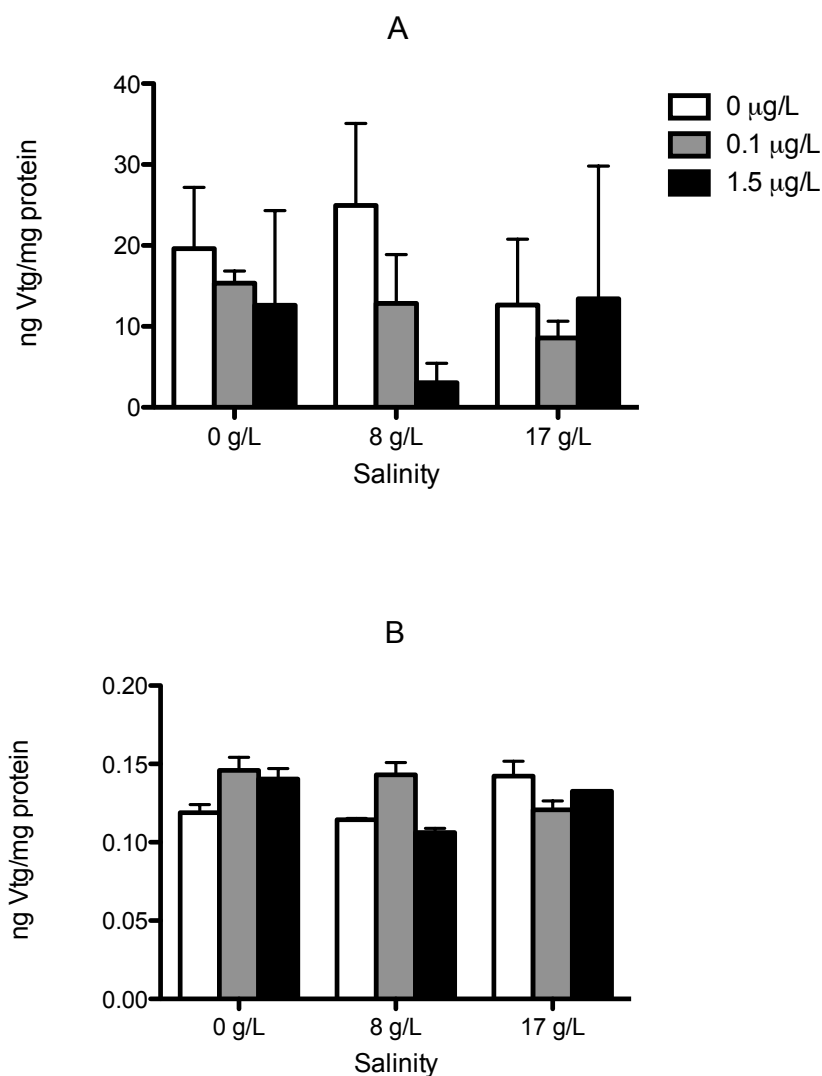 A
40
30
20
10
0
ng Vtg/mg protein
0 g/L 8 g/L 17 g/L
Salinity
0 μg/L
0.1 μg/L
1.5 μg/L
B
0.20
0.15
0.10
0.05
0.00
ng Vtg/mg protein
0 g/L 8 g/L 17 g/L
Salinity